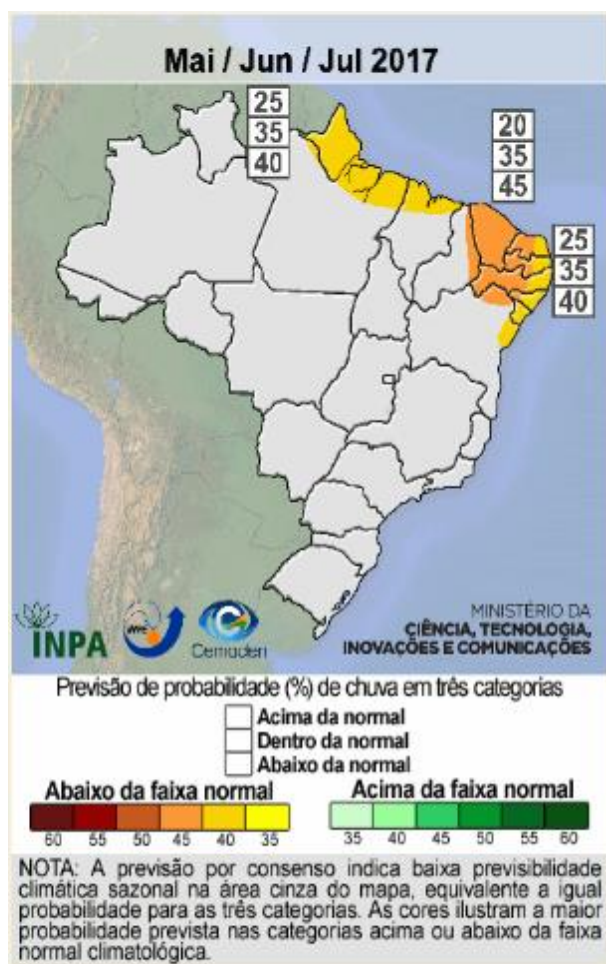 Mai / Jun / Jul 2017
25
35
40
20
35
45
25
35
40
INPA
Cemaden
MINISTÉRIO DA
CIÊNCIA, TECNOLOGIA,
INOVAÇÕES E COMUNICAÇÕES
Previsão de probabilidade (%) de chuva em três categorias
Acima da normal
Dentro da normal
Abaixo da normal
Abaixo da faixa normal
60 55 50 45 40 35
Acima da faixa normal
35 40 45 50 55 60
NOTA: A previsão por consenso indica baixa previsibilidade
climática sazonal na área cinza do mapa, equivalente a igual
probabilidade para as três categorias. As cores ilustram a maior
probabilidade prevista nas categorias acima ou abaixo da faixa
normal climatológica.